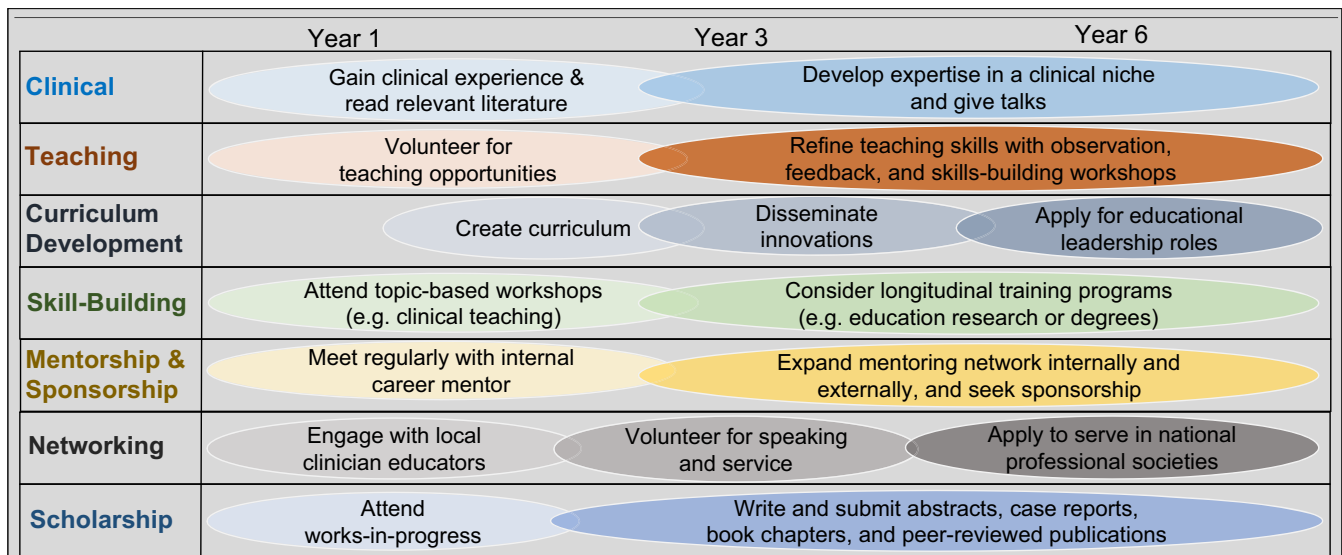 Year 1 Year 3 Year 6
Clinical
Gain clinical experience &
read relevant literature
Develop expertise in a clinical niche
and give talks
Teaching
Volunteer for
teaching opportunities
Refine teaching skills with observation,
feedback, and skills-building workshops
Curriculum
Development
Create curriculum
Disseminate
innovations
Apply for educational
leadership roles
Skill-Building
Attend topic-based workshops
(e.g. clinical teaching)
Consider longitudinal training programs
(e.g. education research or degrees)
Mentorship &
Sponsorship
Meet regularly with internal
career mentor
Expand mentoring network internally and
externally, and seek sponsorship
Networking
Engage with local
clinician educators
Volunteer for speaking
and service
Apply to serve in national
professional societies
Scholarship
Attend
works-in-progress
Write and submit abstracts, case reports,
book chapters, and peer-reviewed publications